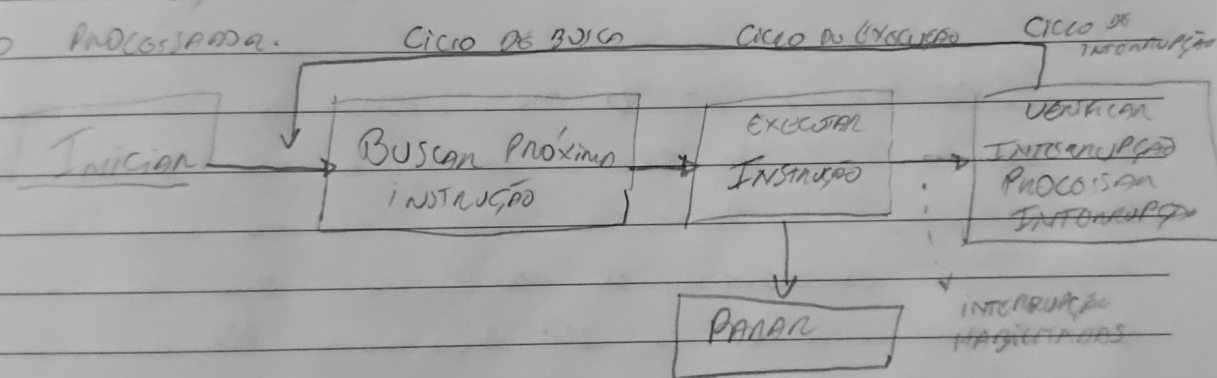 O PROCESSADOR.
CICLO DE BUSCA
CICLO DE EXECUÇÃO
CICLO DE
INTERRUPÇÃO
INICIAR
BUSCAR PRÓXIMA
INSTRUÇÃO
EXECUTAR
INSTRUÇÃO
VERIFICAR
INTERRUPÇÃO
PROCESSAR
INTERRUPÇÃO
PARAR
INTERRUPÇÃO
HABILITADAS